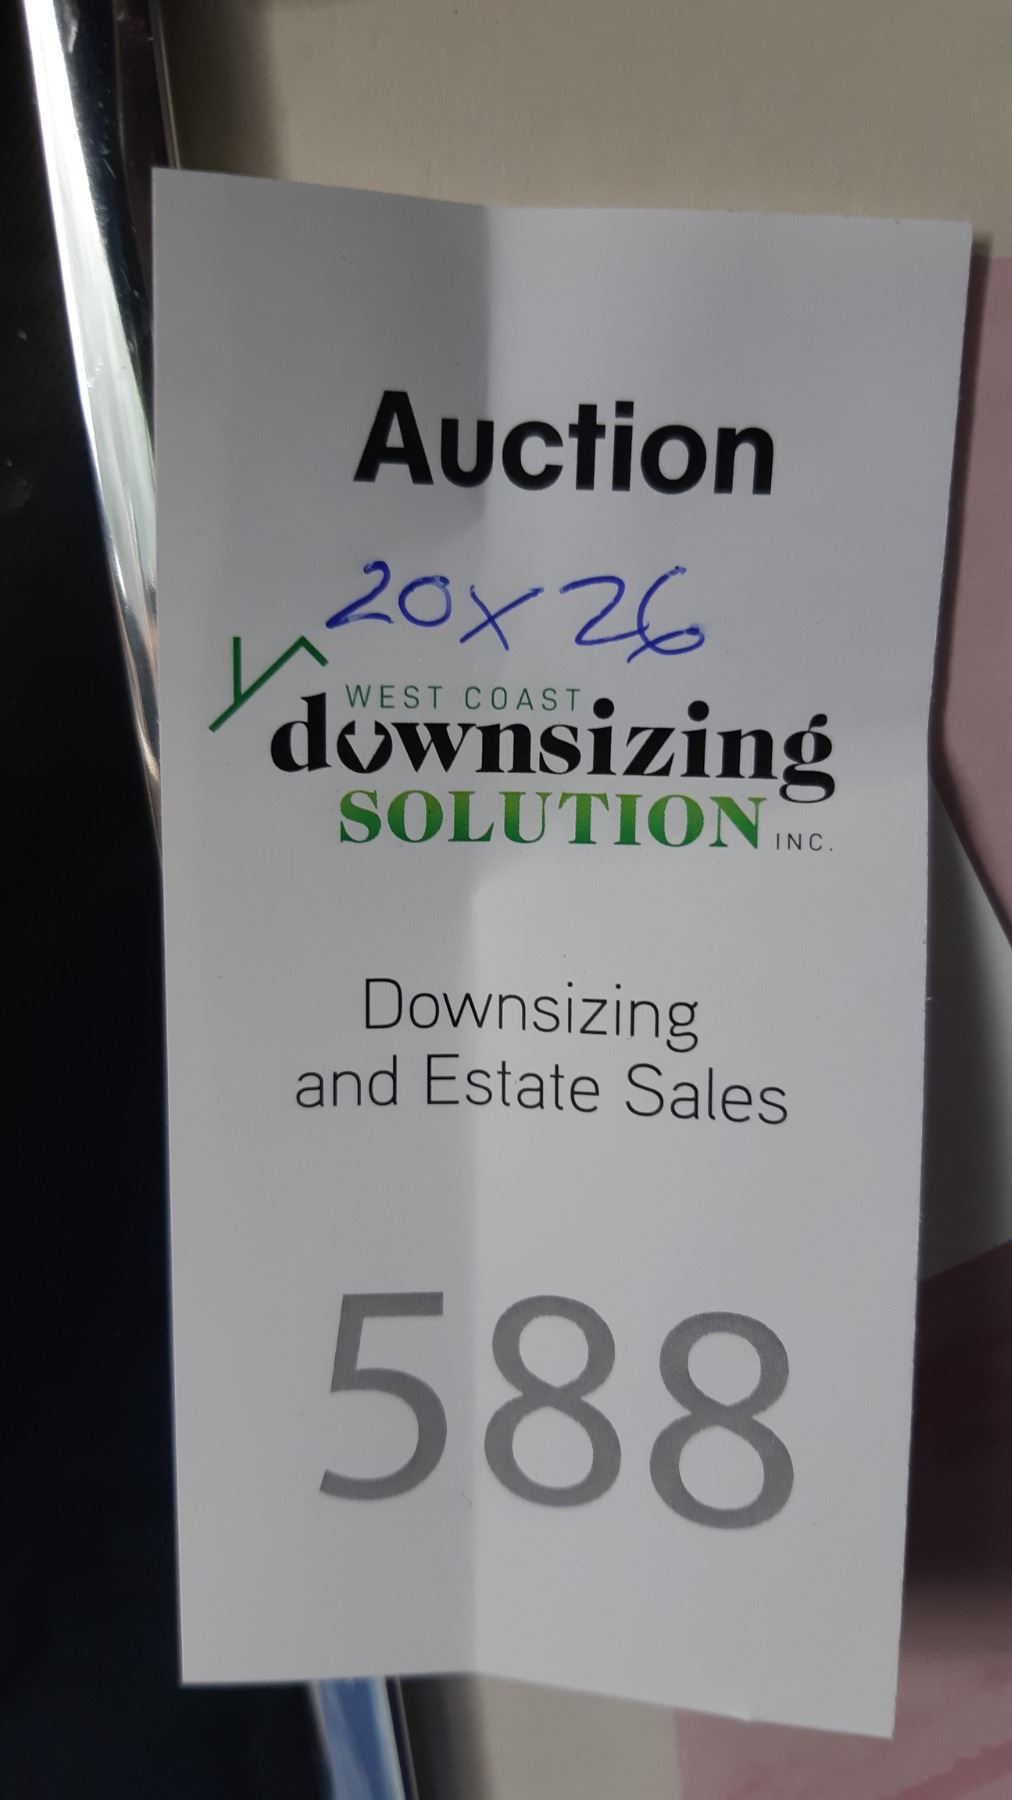 Auction
20x26
WEST COAST
downsizing
SOLUTION INC.
Downsizing
and Estate Sales
588